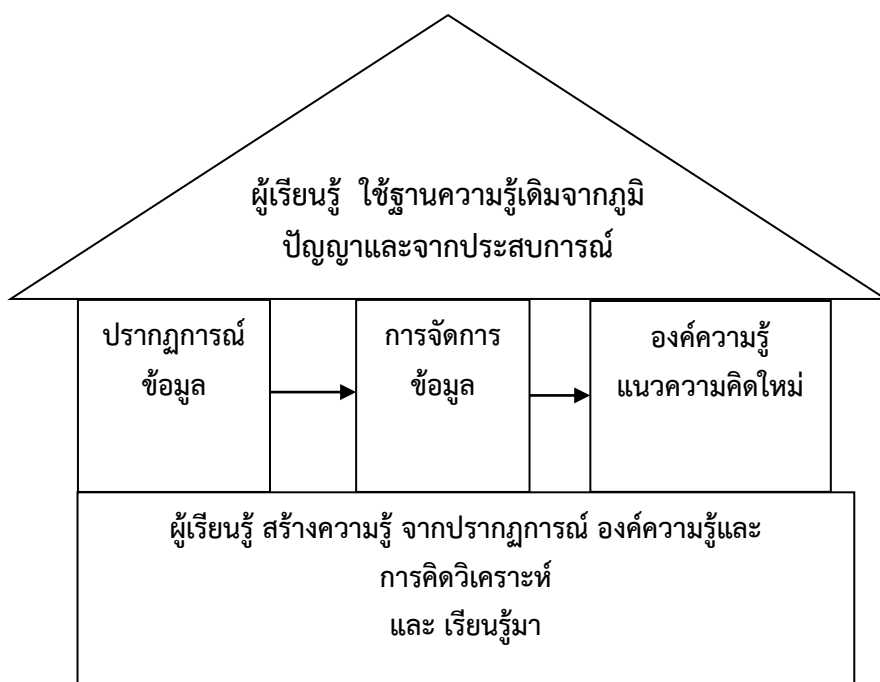 ผู้เรียนรู้ ใช้ฐานความรู้เดิมจากภูมิ
ปัญญาและจากประสบการณ์
ปรากฏการณ์
ข้อมูล
การจัดการ
ข้อมูล
องค์ความรู้
แนวความคิดใหม่
ผู้เรียนรู้ สร้างความรู้ จากปรากฏการณ์ องค์ความรู้และ
การคิดวิเคราะห์
และ เรียนรู้มา